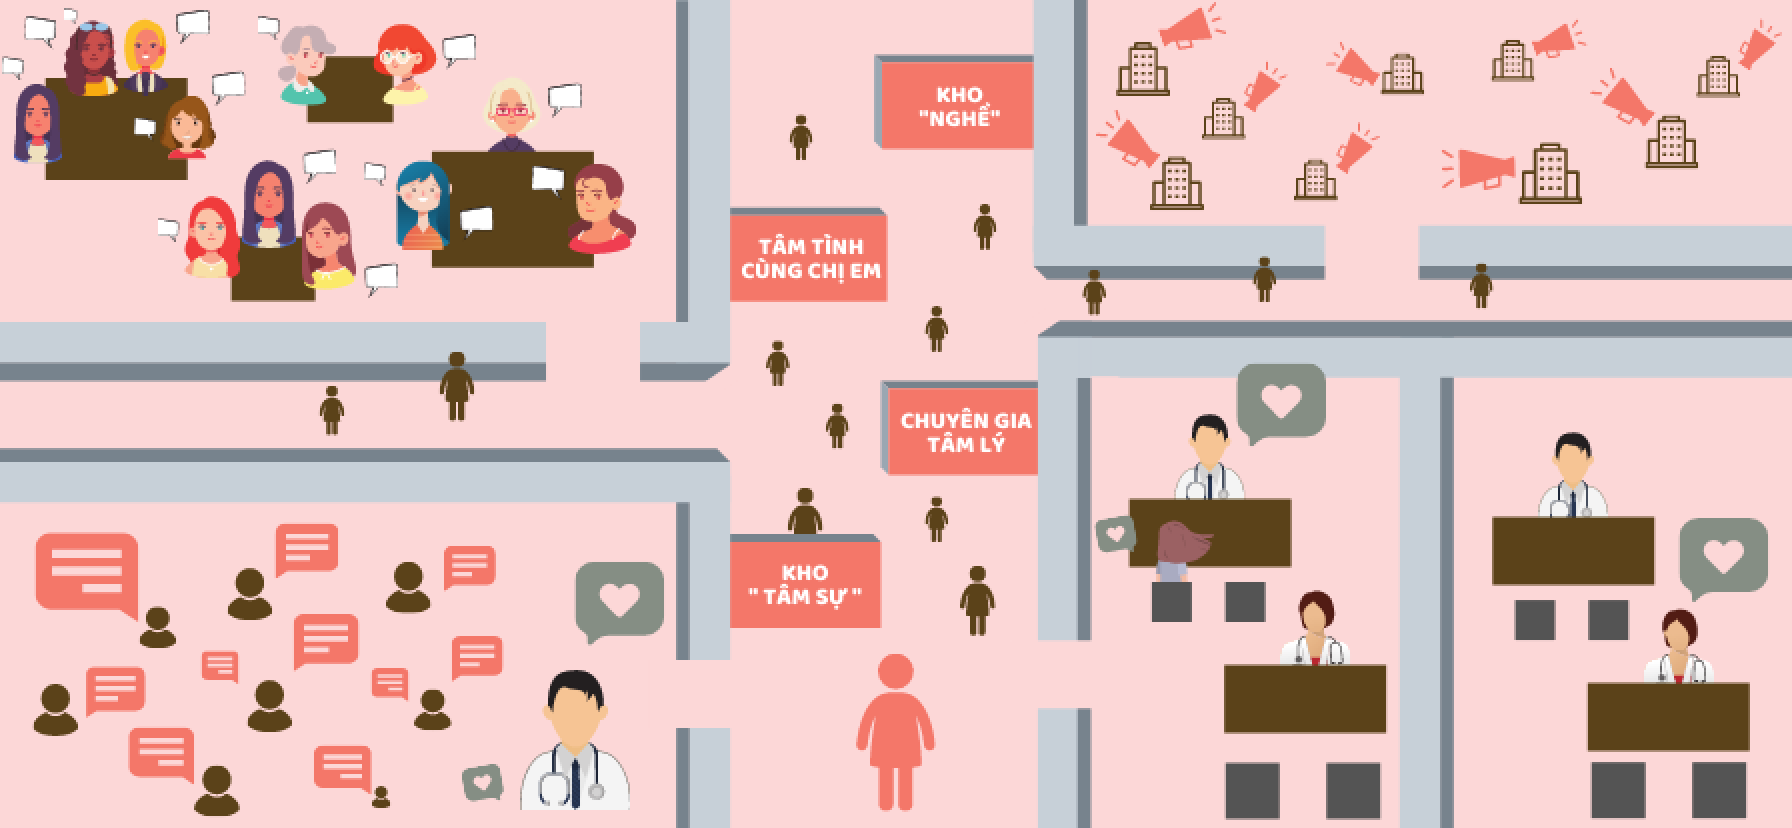 KHO
"NGHỀ"
TÂM TÌNH
CÙNG CHỊ EM
CHUYÊN GIA
TÂM LÝ
KHO
" TÂM SỰ "